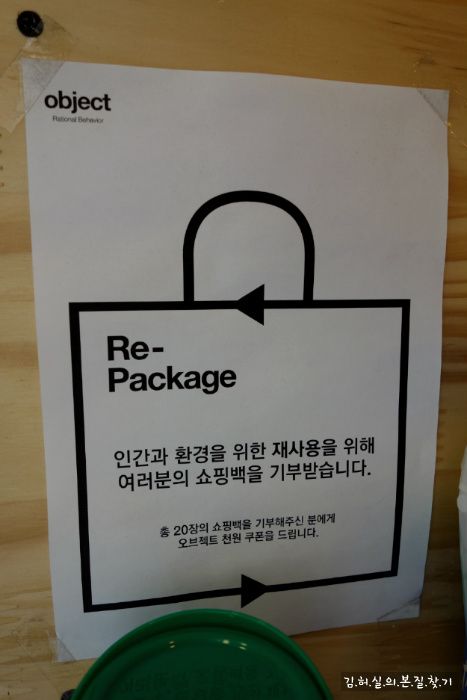 object
Rational Behavior
Re-
Package
인간과 환경을 위한 재사용을 위해
여러분의 쇼핑백을 기부받습니다.
총 20장의 쇼핑백을 기부해주신 분에게
오브젝트 천원 쿠폰을 드립니다.
김.허.실.의.본.질.찾.기